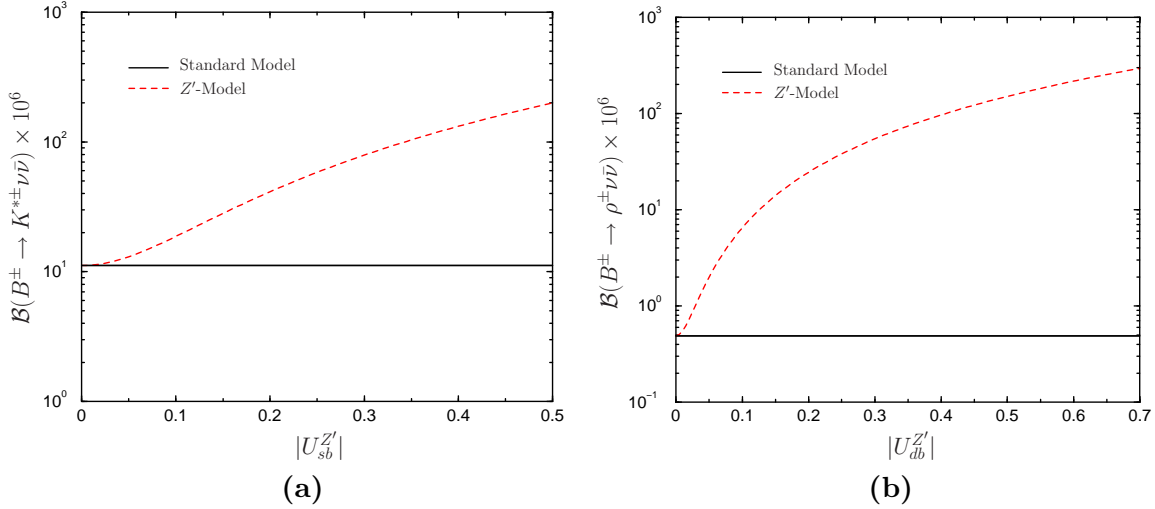 10^3
10^2
10^1
10^0
B(B^± → K^{*±}νν̄) × 10^6
Standard Model
Z′-Model
0 0.1 0.2 0.3 0.4 0.5
|U_{sb}^{Z′}|
(a)
10^3
10^2
10^1
10^0
10^{−1}
B(B^± → ρ^±νν̄) × 10^6
Standard Model
Z′-Model
0 0.1 0.2 0.3 0.4 0.5 0.6 0.7
|U_{db}^{Z′}|
(b)